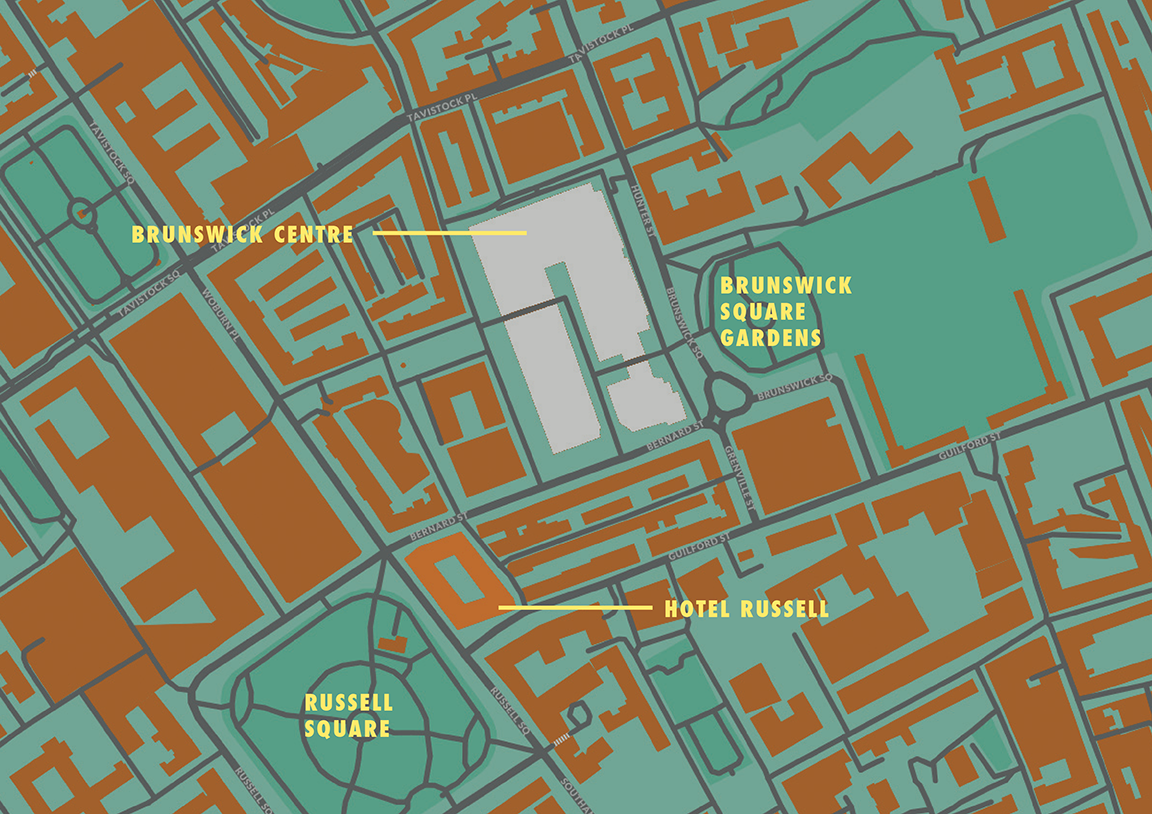 TAVISTOCK PL
TAVISTOCK PL
TAVISTOCK SQ
TAVISTOCK PL
HUNTER ST
BRUNSWICK CENTRE
TAVISTOCK SQ
WOBURN PL
BRUNSWICK SQ
BRUNSWICK
SQUARE
GARDENS
BRUNSWICK SQ
BERNARD ST
GUILFORD ST
GRENVILLE ST
BERNARD ST
GUILFORD ST
HOTEL RUSSELL
RUSSELL
SQUARE
RUSSELL SQ
RUSSELL SQ